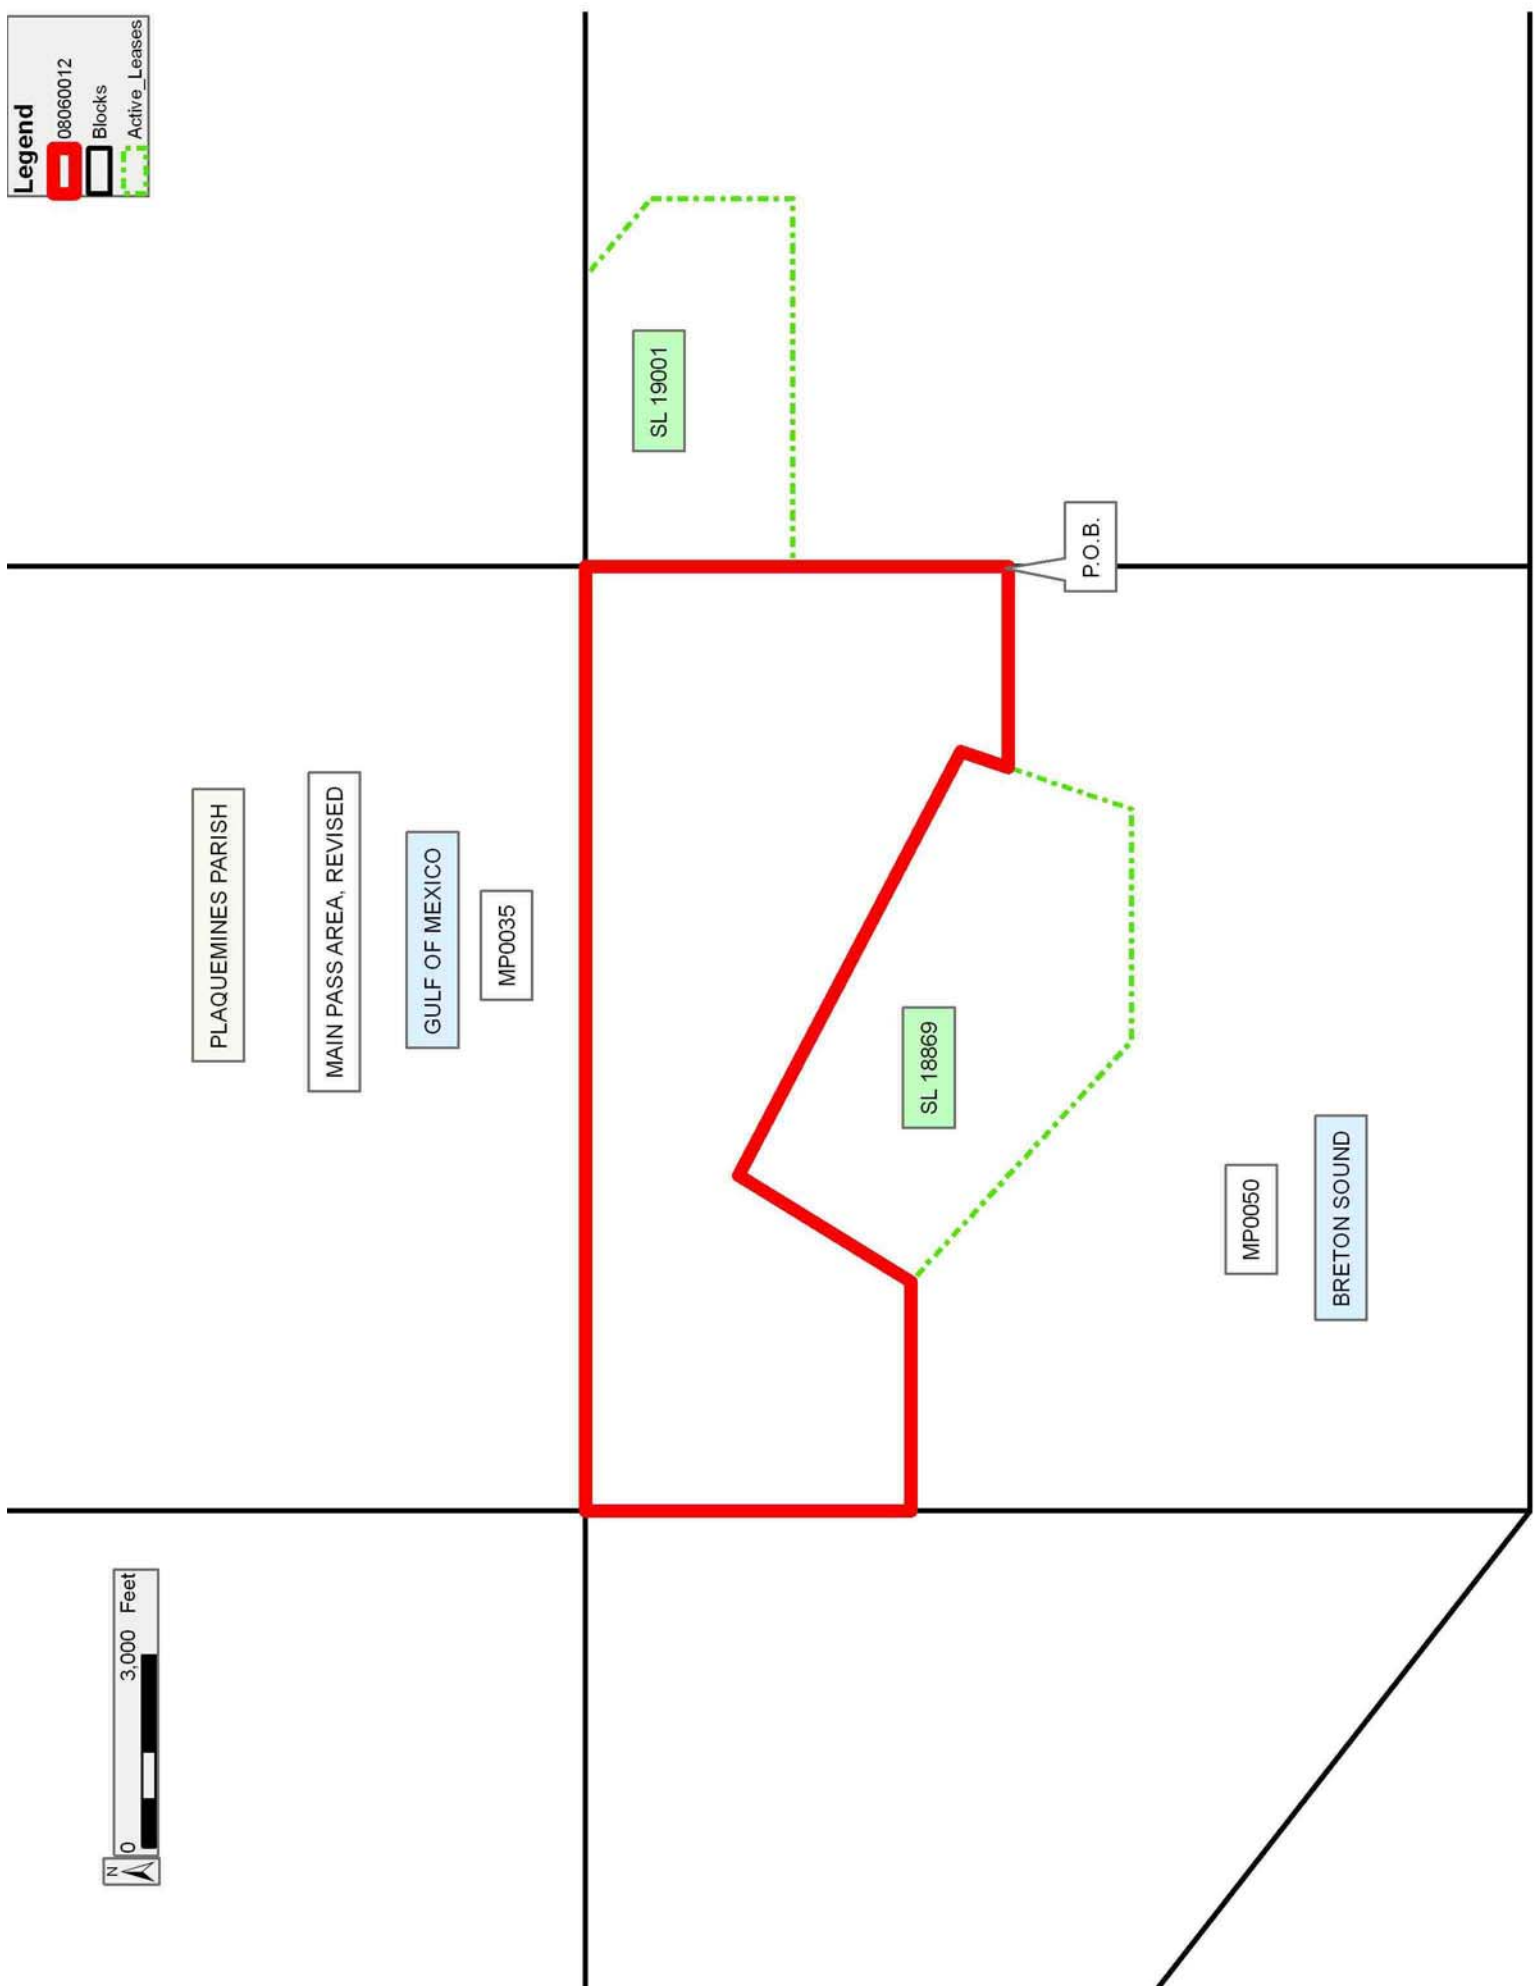 Legend
08060012
Blocks
Active_Leases
PLAQUEMINES PARISH
MAIN PASS AREA, REVISED
GULF OF MEXICO
MP0035
SL 19001
P.O.B.
SL 18869
MP0050
BRETON SOUND
N
0 3,000 Feet